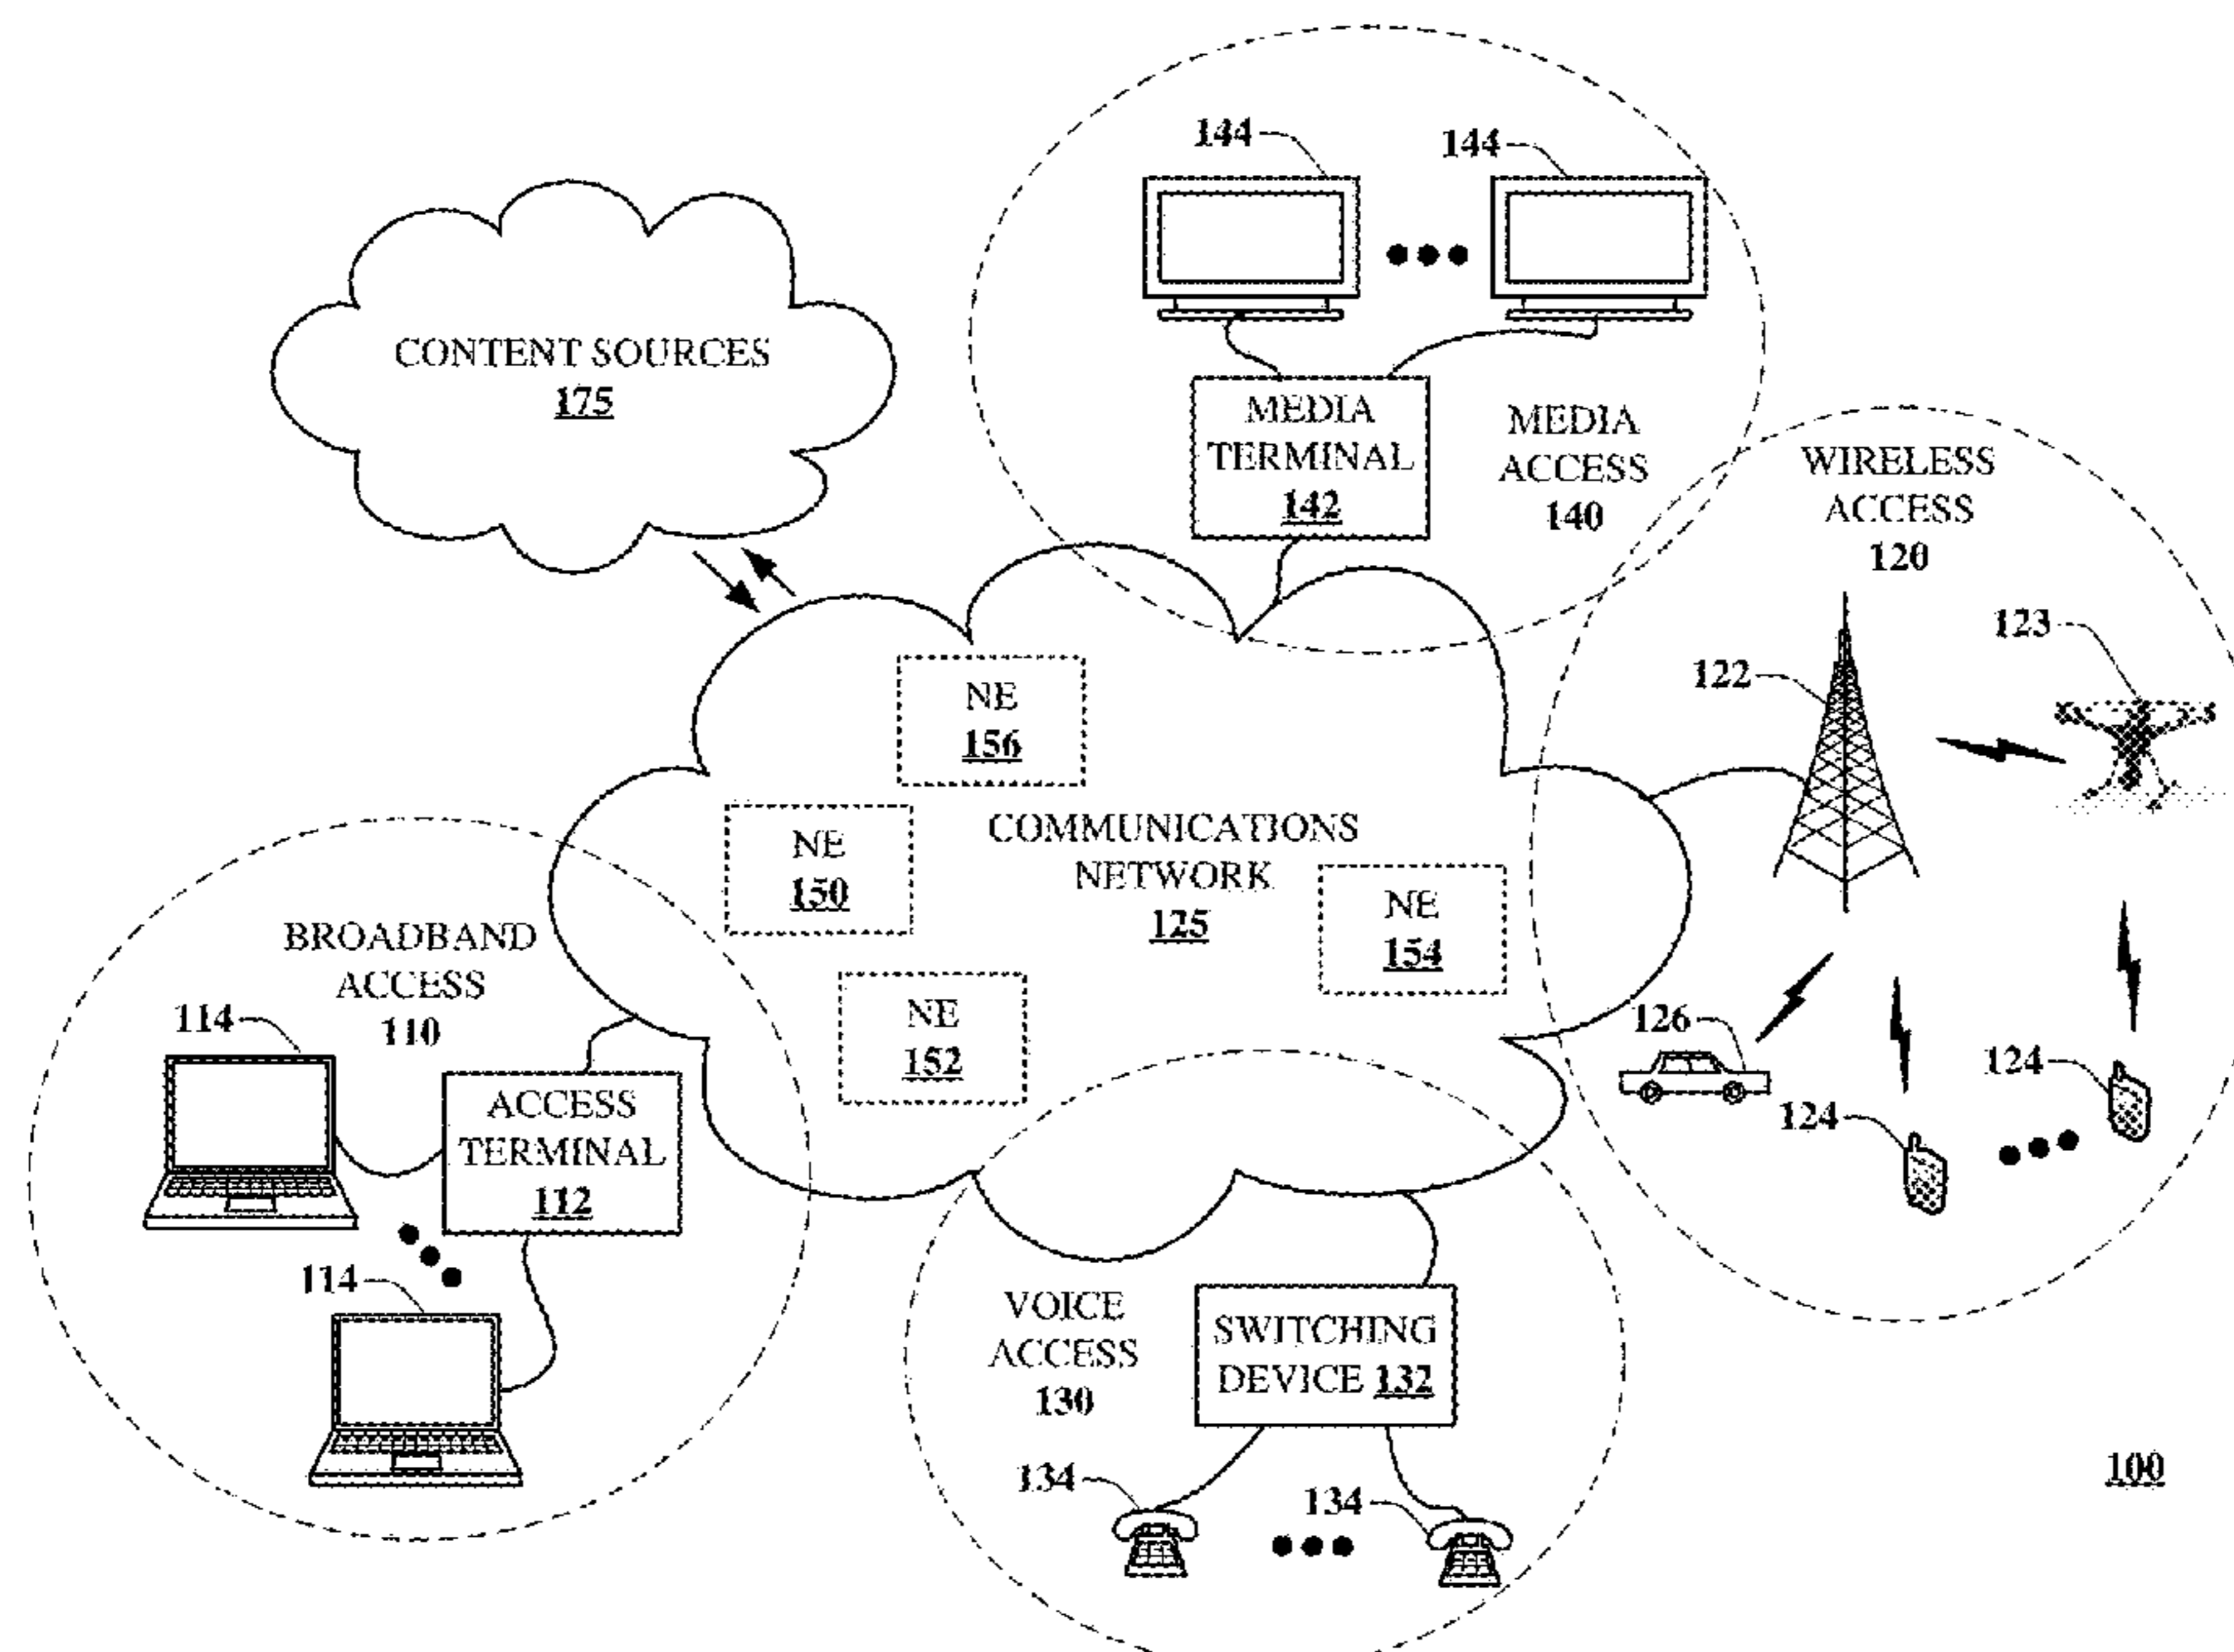 144
144
CONTENT SOURCES
175
MEDIA
TERMINAL
142
MEDIA
ACCESS
140
WIRELESS
ACCESS
120
123
122
NE
156
NE
150
COMMUNICATIONS
NETWORK
125
NE
154
NE
152
BROADBAND
ACCESS
110
114
ACCESS
TERMINAL
112
114
126
124
124
VOICE
ACCESS
130
SWITCHING
DEVICE 132
134
134
100